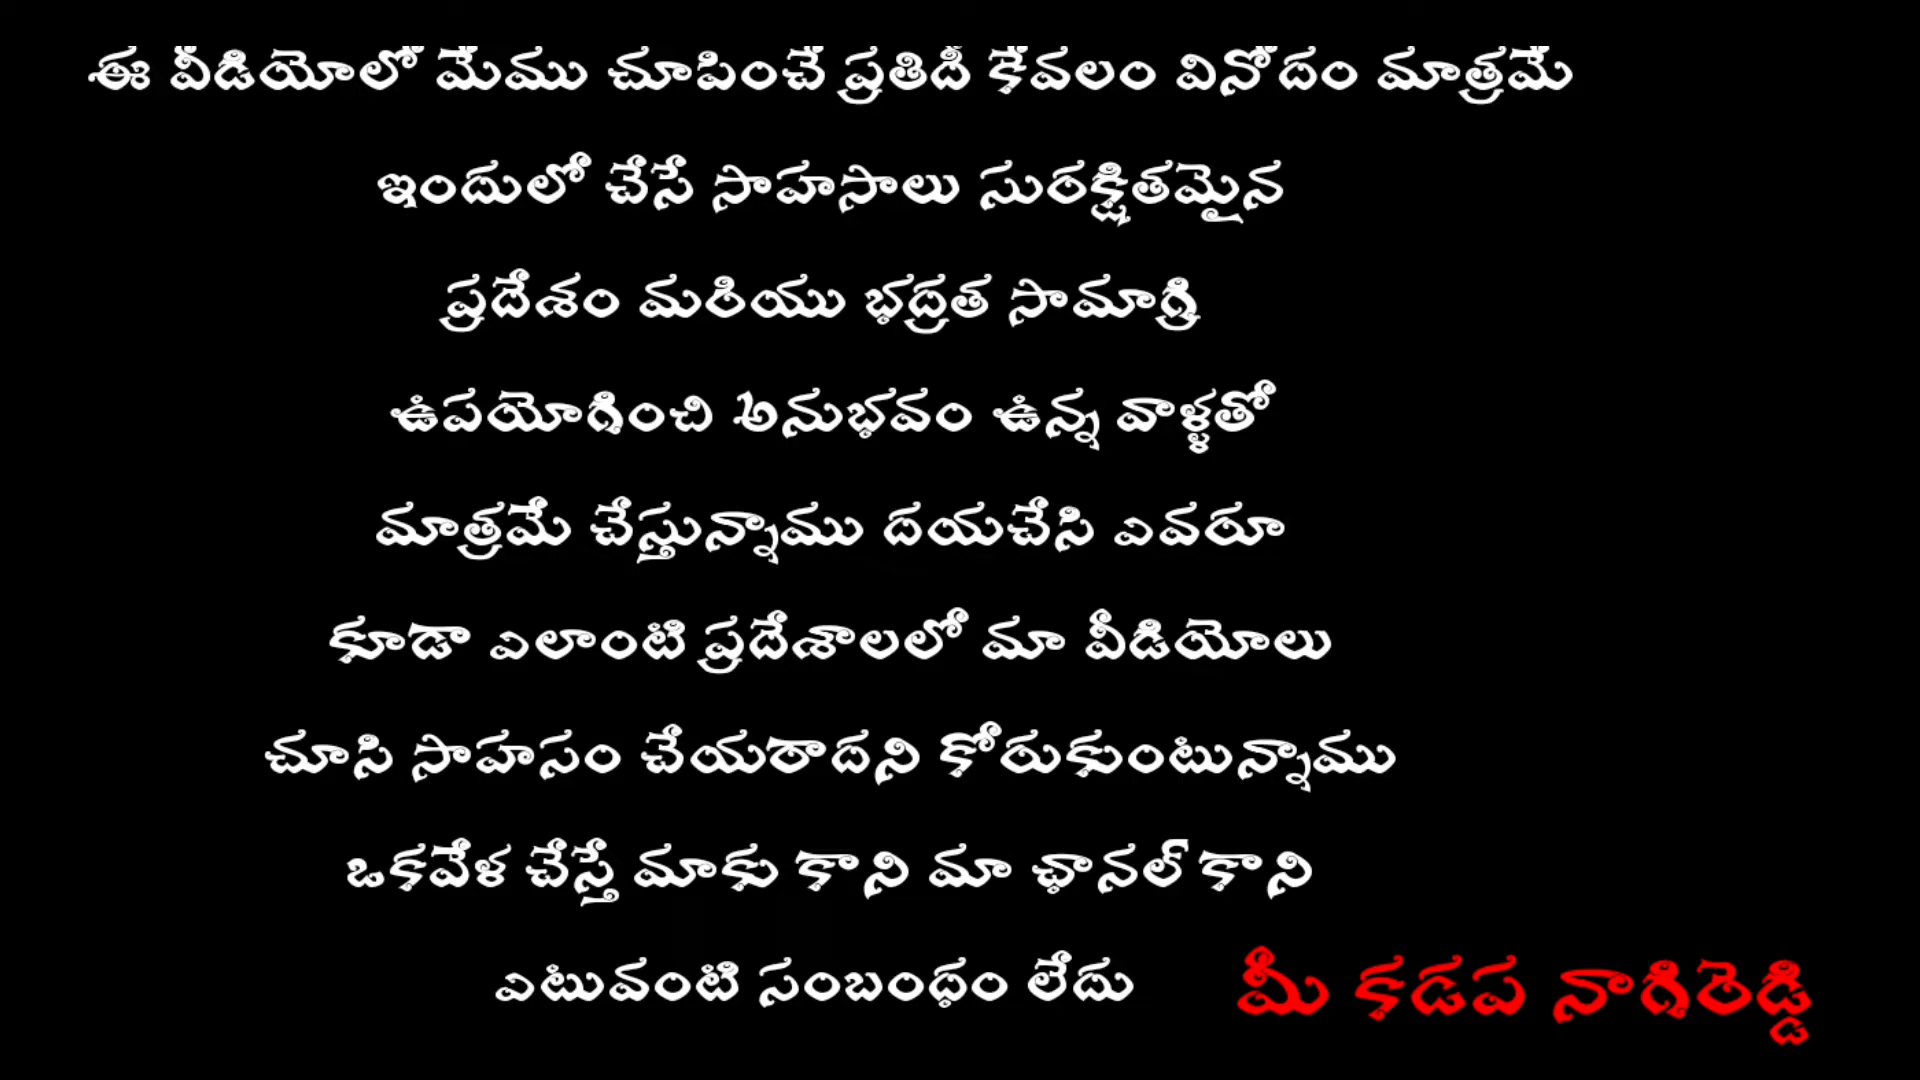 ఈ వీడియోలో మేము చూపించే ప్రతిదీ కేవలం వినోదం మాత్రమే
ఇందులో చేసే సాహసాలు సురక్షితమైన
ప్రదేశం మరియు భద్రత సామాగ్రి
ఉపయోగించి అనుభవం ఉన్న వాళ్ళతో
మాత్రమే చేస్తున్నాము దయచేసి ఎవరూ
కూడా ఎలాంటి ప్రదేశాలలో మా వీడియోలు
చూసి సాహసం చేయరాదని కోరుకుంటున్నాము
ఒకవేళ చేస్తే మాకు కాని మా ఛానల్ కాని
ఎటువంటి సంబంధం లేదు
మీ కడప నాగిరెడ్డి